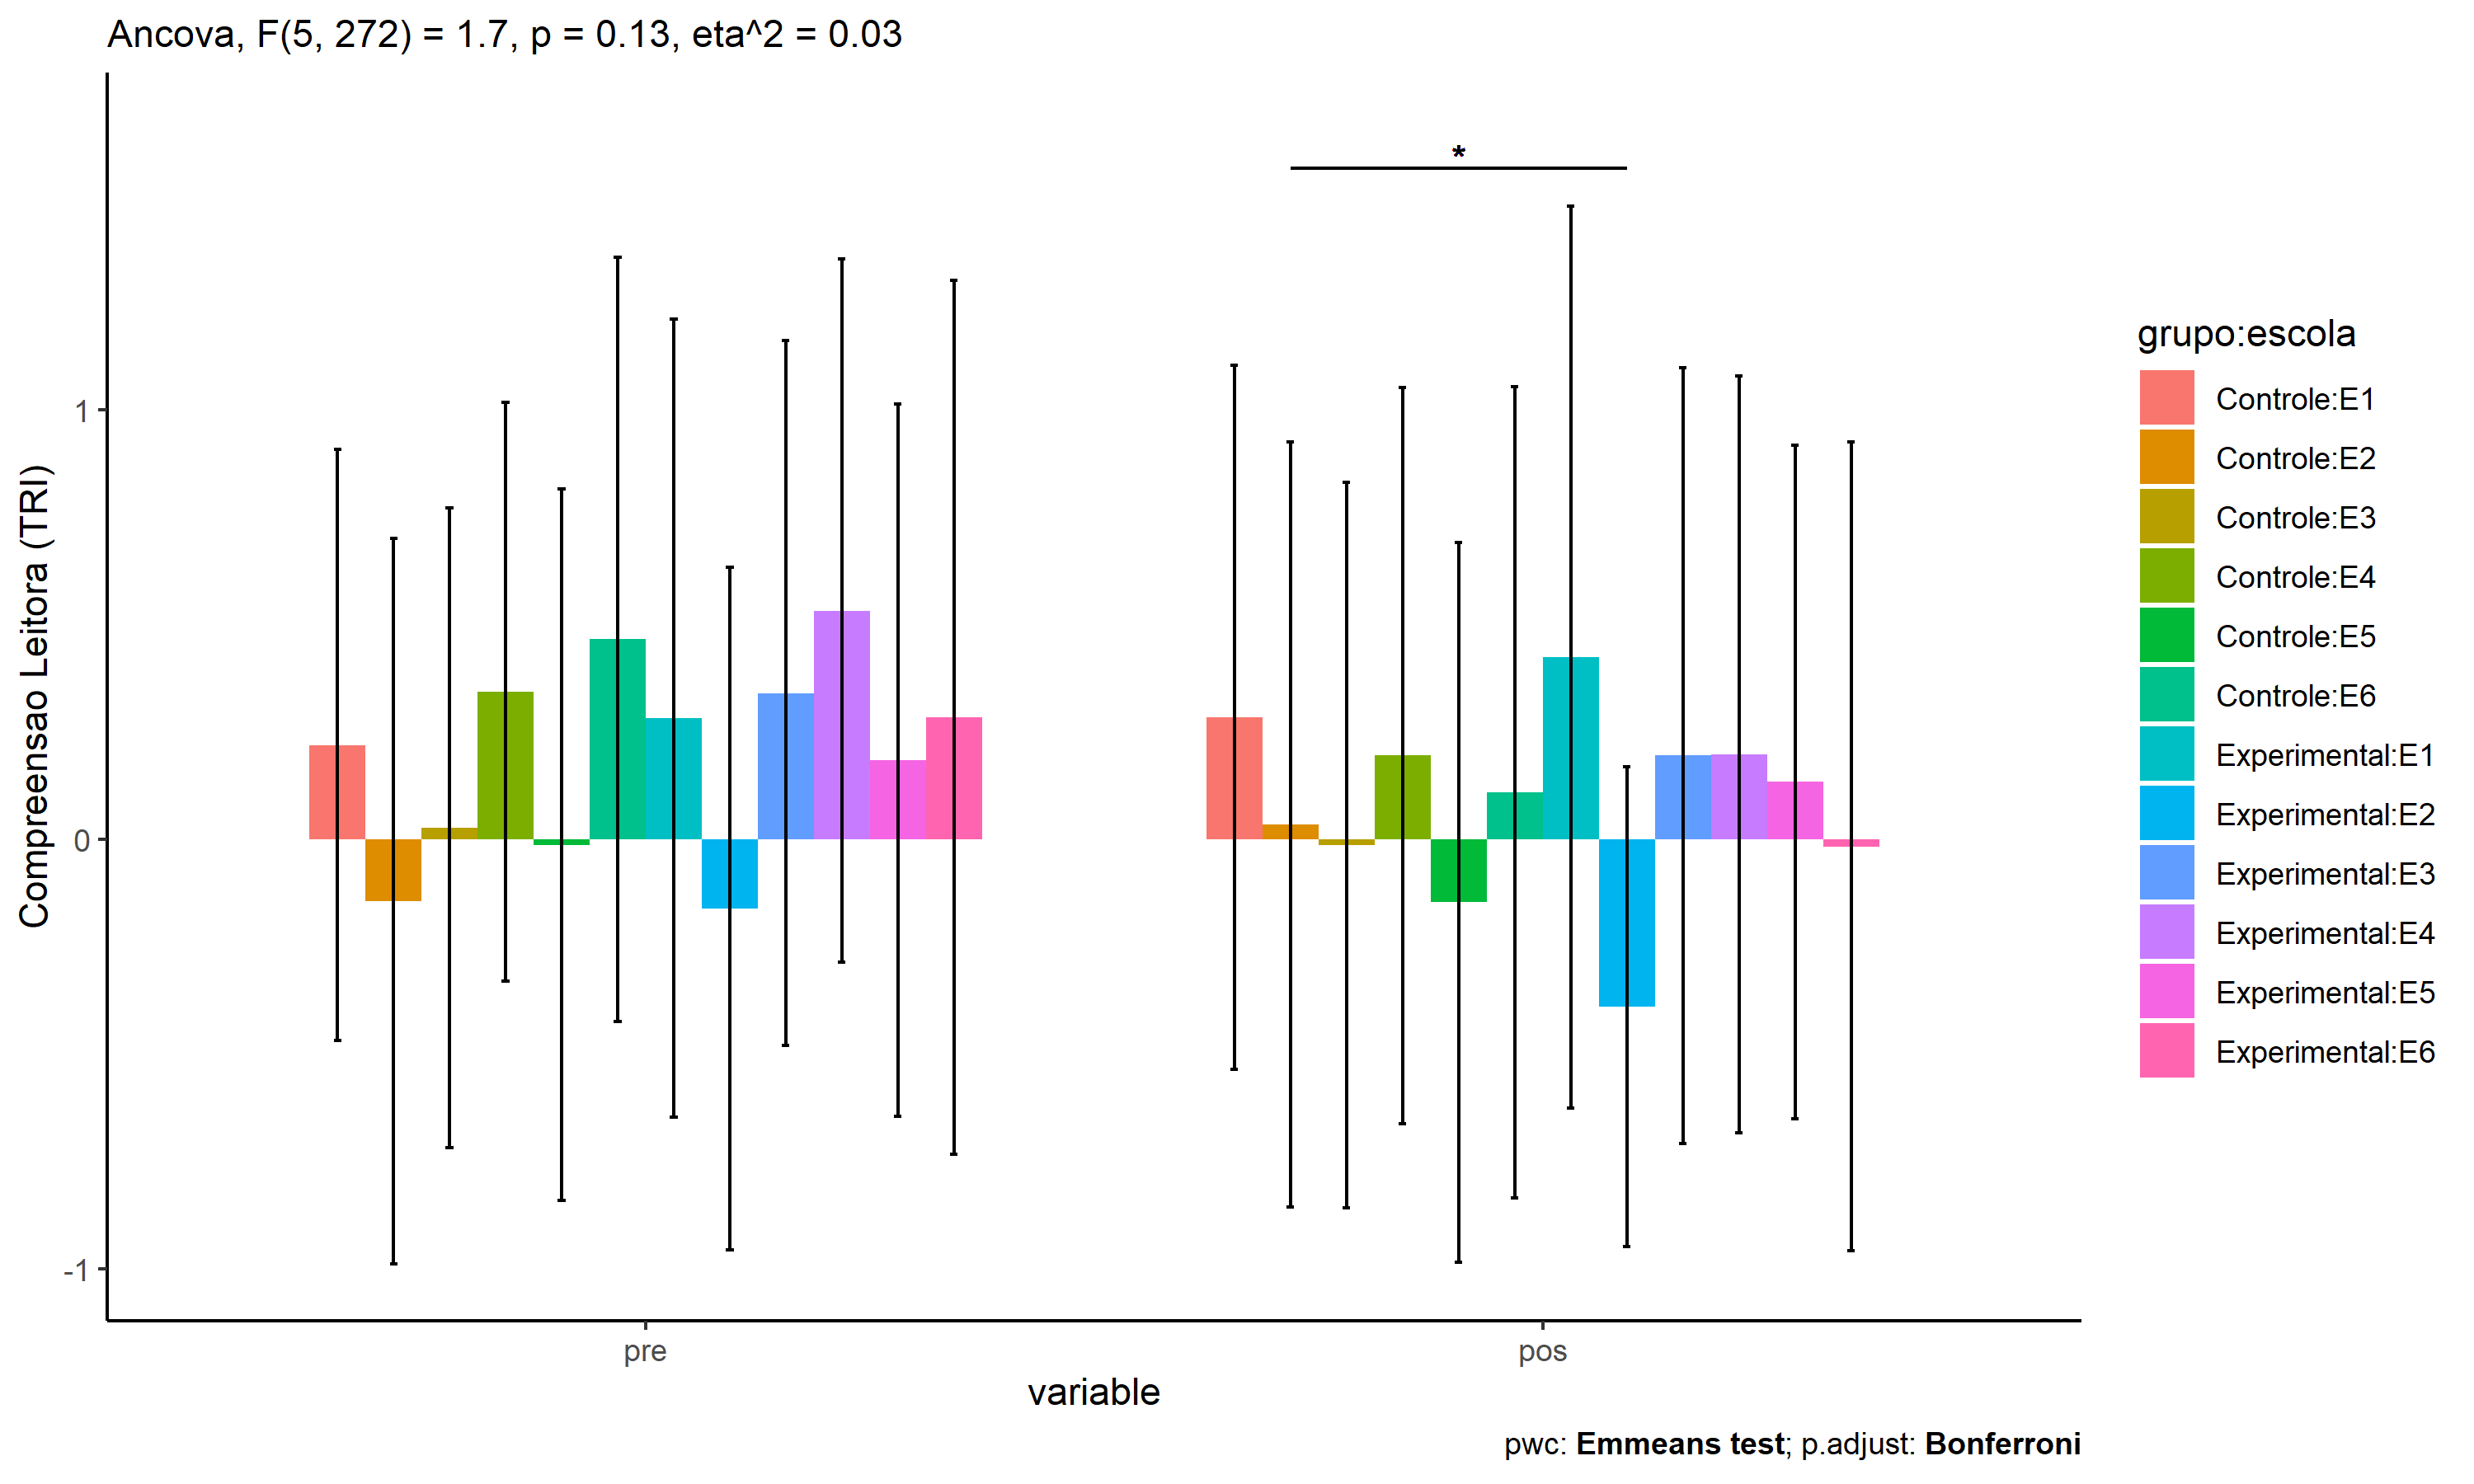 Ancova, F(5, 272) = 1.7, p = 0.13, eta^2 = 0.03
*
1
0
-1
Compreensao Leitora (TRI)
pre
pos
variable
grupo:escola
Controle:E1
Controle:E2
Controle:E3
Controle:E4
Controle:E5
Controle:E6
Experimental:E1
Experimental:E2
Experimental:E3
Experimental:E4
Experimental:E5
Experimental:E6
pwc: Emmeans test; p.adjust: Bonferroni